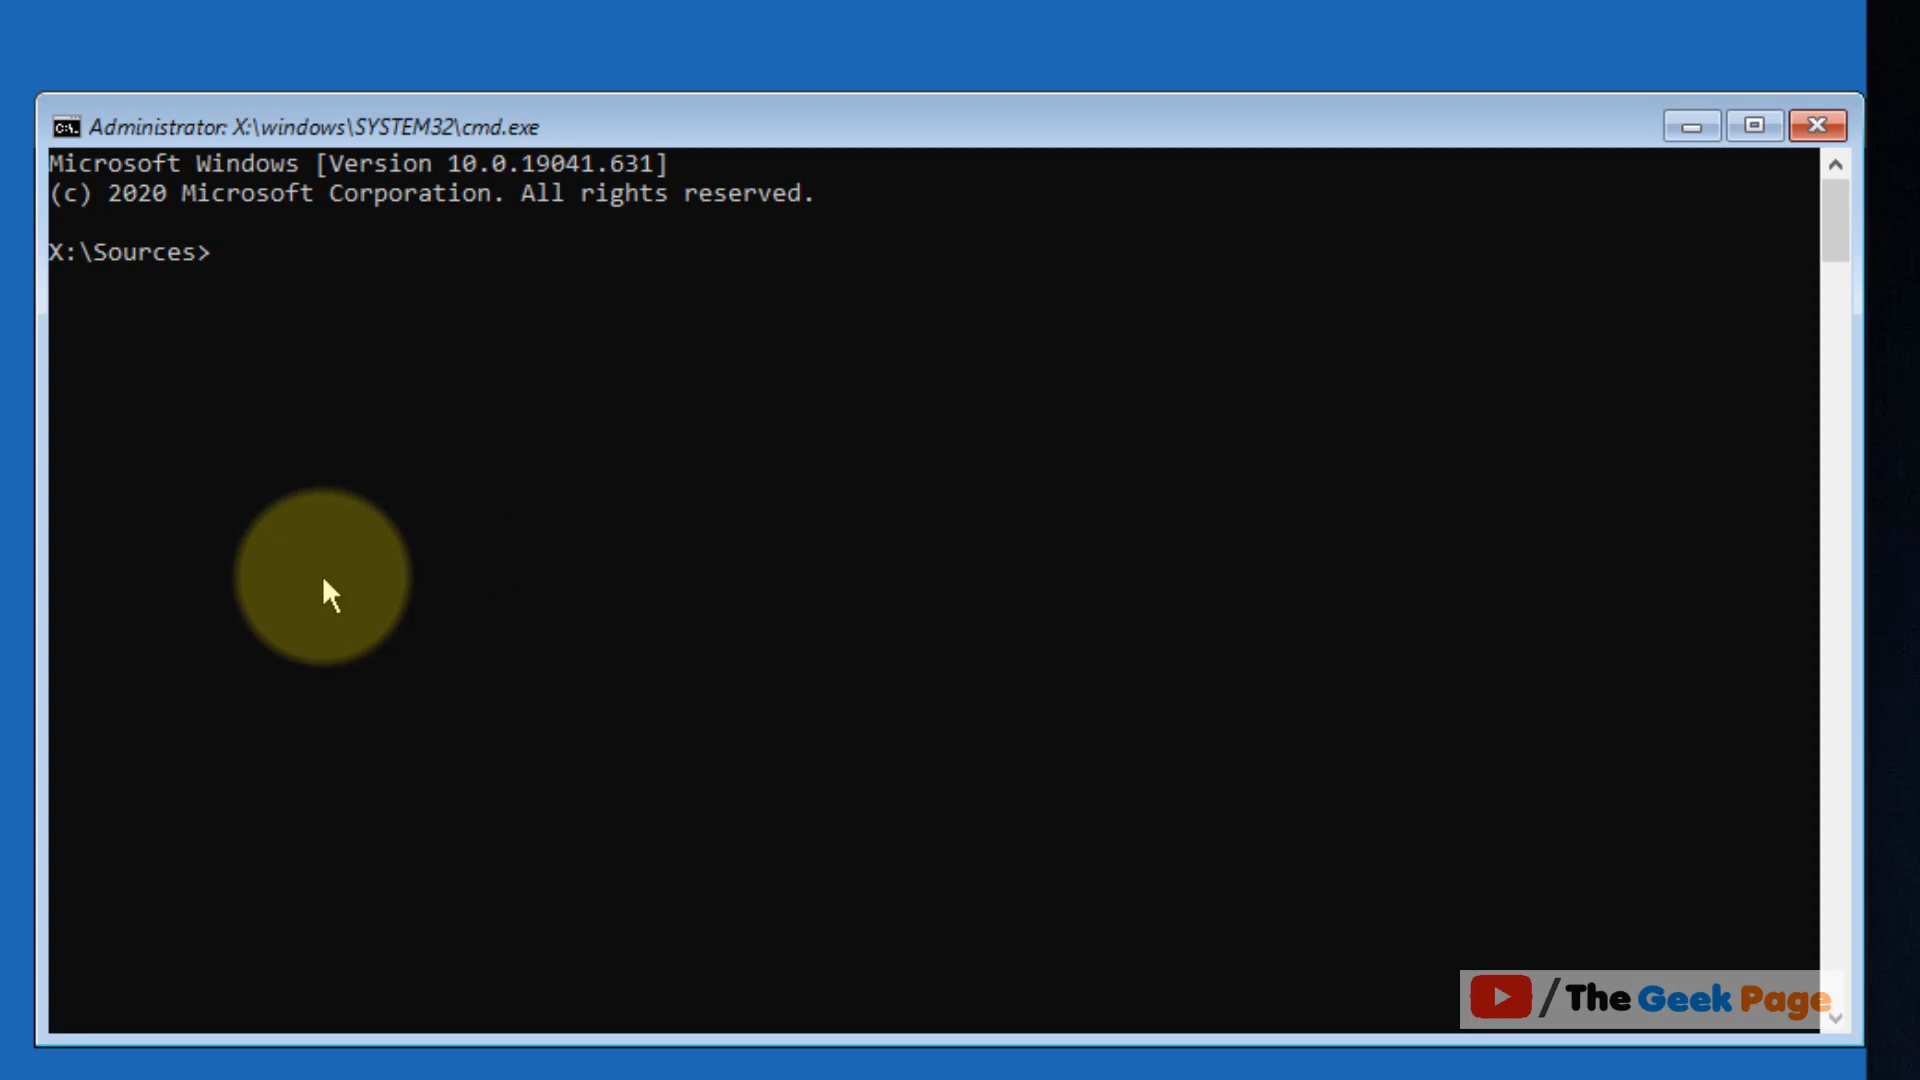 Administrator: X:\windows\SYSTEM32\cmd.exe
Microsoft Windows [Version 10.0.19041.631]
(c) 2020 Microsoft Corporation. All rights reserved.
X:\Sources>
/The Geek Page